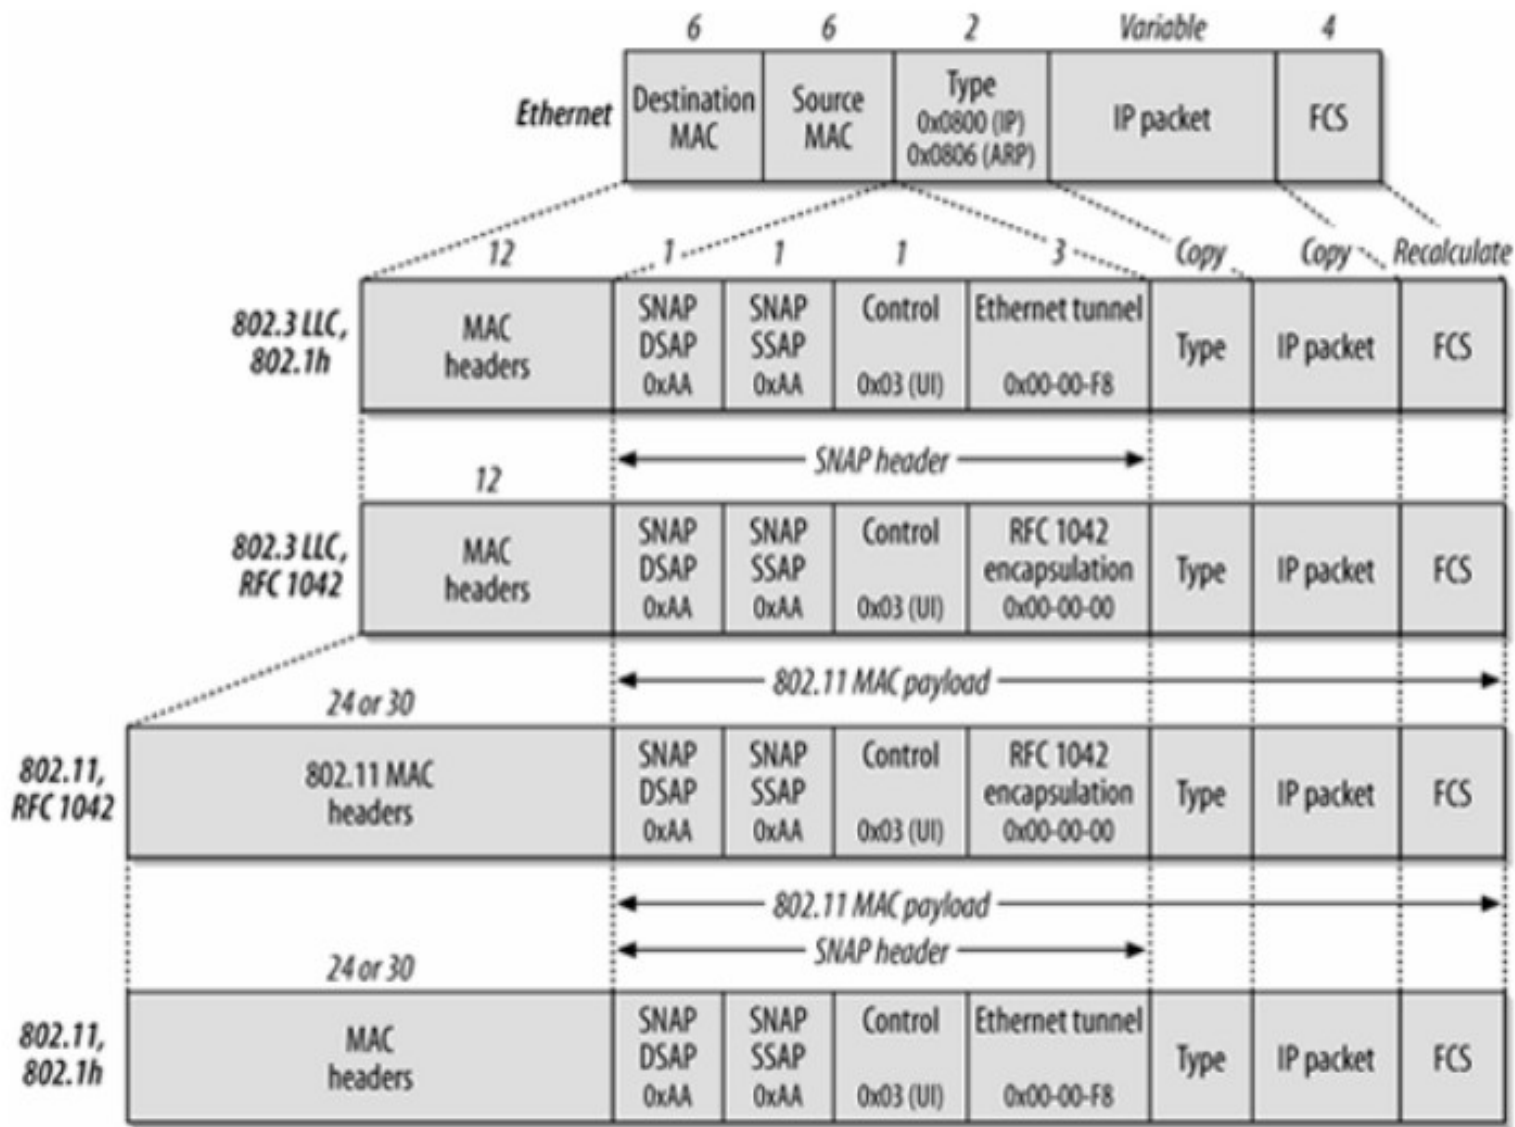 6 6 2 Variable 4
Ethernet
Destination MAC
Source MAC
Type 0x0800 (IP) 0x0806 (ARP)
IP packet
FCS
12 1 1 1 3 Copy Copy Recalculate
802.3 LLC, 802.1h
MAC headers
SNAP DSAP 0xAA
SNAP SSAP 0xAA
Control 0x03 (UI)
Ethernet tunnel 0x00-00-F8
Type
IP packet
FCS
SNAP header
12
802.3 LLC, RFC 1042
MAC headers
SNAP DSAP 0xAA
SNAP SSAP 0xAA
Control 0x03 (UI)
RFC 1042 encapsulation 0x00-00-00
Type
IP packet
FCS
802.11 MAC payload
24 or 30
802.11, RFC 1042
802.11 MAC headers
SNAP DSAP 0xAA
SNAP SSAP 0xAA
Control 0x03 (UI)
RFC 1042 encapsulation 0x00-00-00
Type
IP packet
FCS
802.11 MAC payload
SNAP header
24 or 30
802.11, 802.1h
MAC headers
SNAP DSAP 0xAA
SNAP SSAP 0xAA
Control 0x03 (UI)
Ethernet tunnel 0x00-00-F8
Type
IP packet
FCS